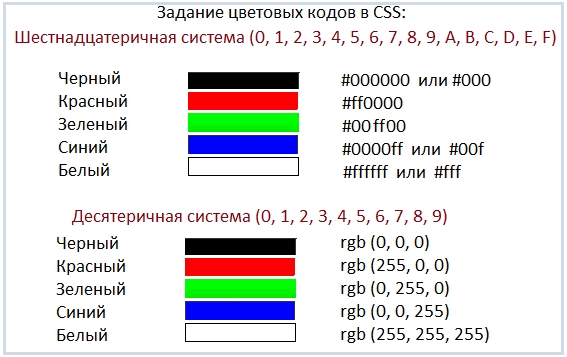 Задание цветовых кодов в CSS:
Шестнадцатеричная система (0, 1, 2, 3, 4, 5, 6, 7, 8, 9, A, B, C, D, E, F)
Черный #000000 или #000
Красный #ff0000
Зеленый #00ff00
Синий #0000ff или #00f
Белый #ffffff или #fff
Десятеричная система (0, 1, 2, 3, 4, 5, 6, 7, 8, 9)
Черный rgb (0, 0, 0)
Красный rgb (255, 0, 0)
Зеленый rgb (0, 255, 0)
Синий rgb (0, 0, 255)
Белый rgb (255, 255, 255)